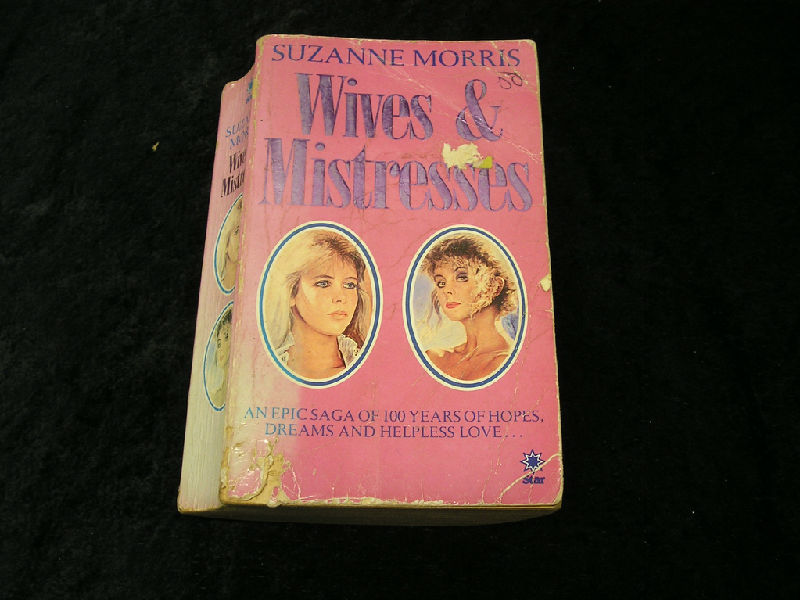 SUZANNE MORRIS
Wives &
Mistresses
AN EPIC SAGA OF 100 YEARS OF HOPES,
DREAMS AND HELPLESS LOVE...
star